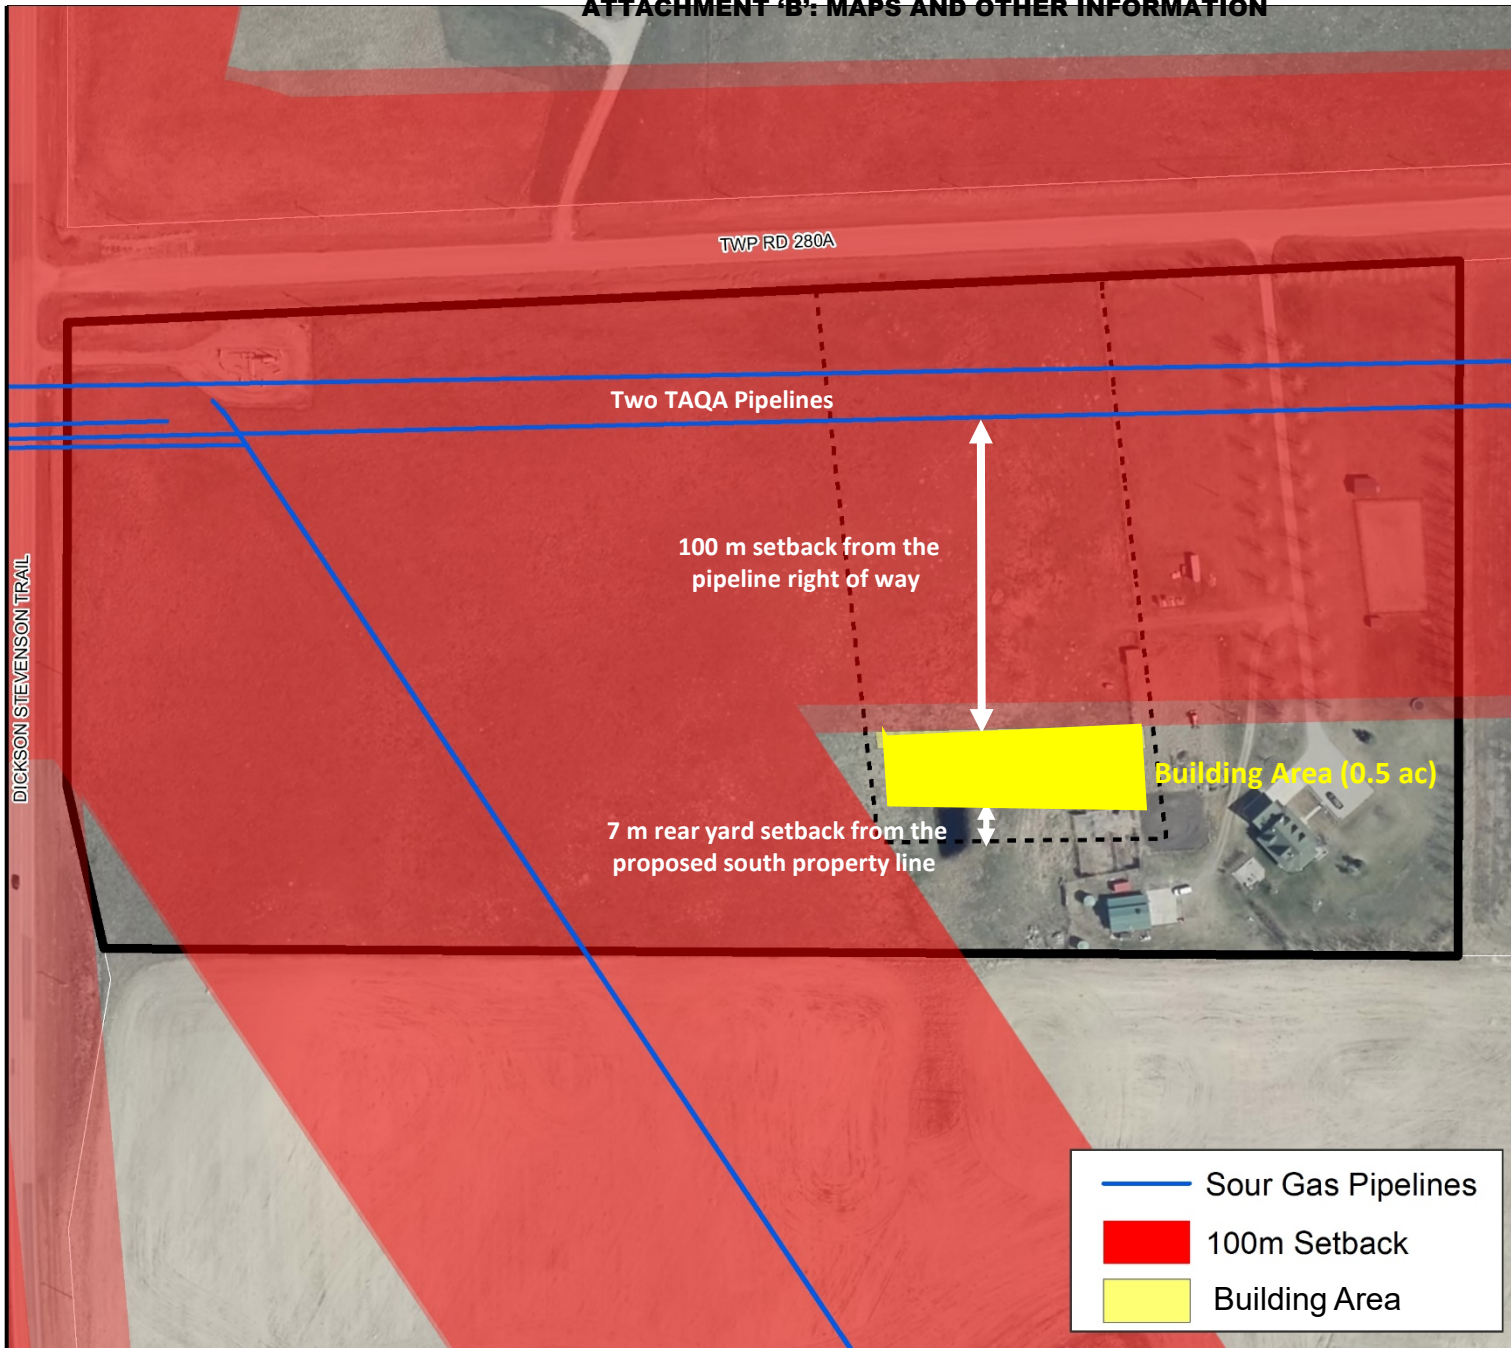 ATTACHMENT ‘B’: MAPS AND OTHER INFORMATION
TWP RD 280A
Two TAQA Pipelines
100 m setback from the
pipeline right of way
DICKSON STEVENSON TRAIL
Building Area (0.5 ac)
7 m rear yard setback from the
proposed south property line
Sour Gas Pipelines
100m Setback
Building Area